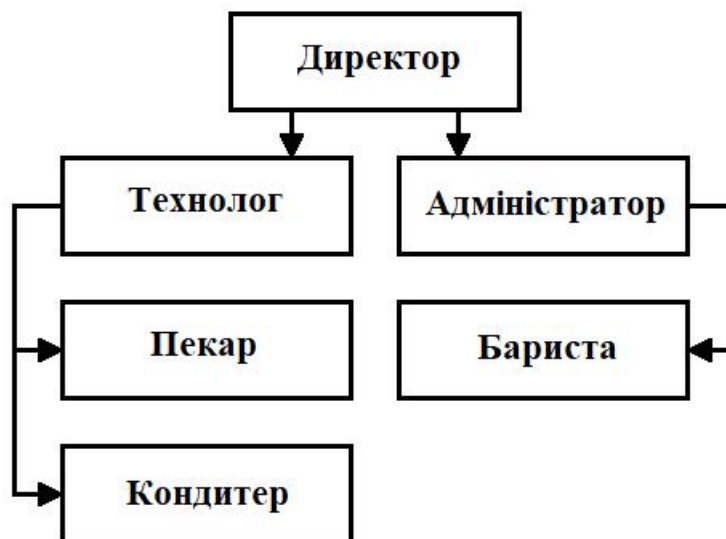 Директор
Технолог
Адміністратор
Пекар
Бариста
Кондитер